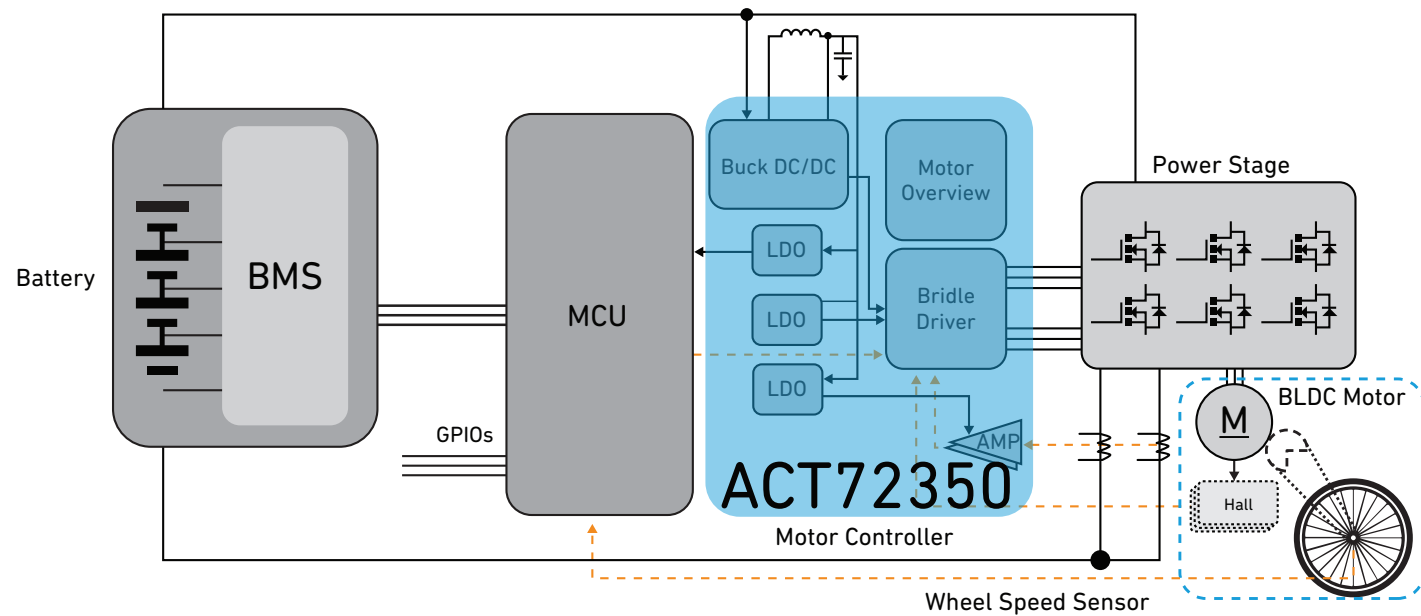 Buck DC/DC
Motor
Overview
Power Stage
LDO
Battery
BMS
MCU
LDO
Bridle
Driver
LDO
BLDC Motor
M
GPIOs
AMP
ACT72350
Hall
Motor Controller
Wheel Speed Sensor